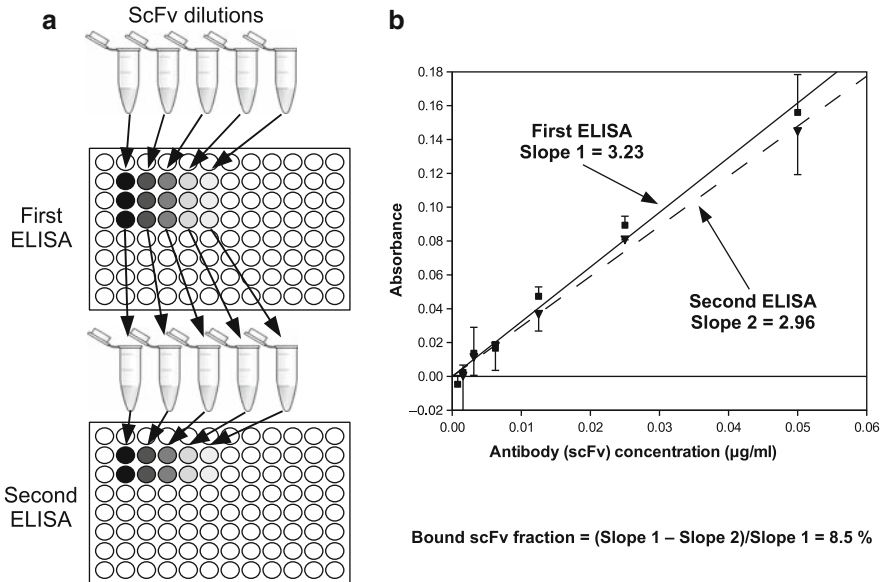 a
ScFv dilutions
First
ELISA
Second
ELISA
b
0.18
0.16
0.14
0.12
0.10
0.08
0.06
0.04
0.02
0.00
–0.02
Absorbance
First ELISA
Slope 1 = 3.23
Second ELISA
Slope 2 = 2.96
0.00 0.01 0.02 0.03 0.04 0.05 0.06
Antibody (scFv) concentration (µg/ml)
Bound scFv fraction = (Slope 1 – Slope 2)/Slope 1 = 8.5 %